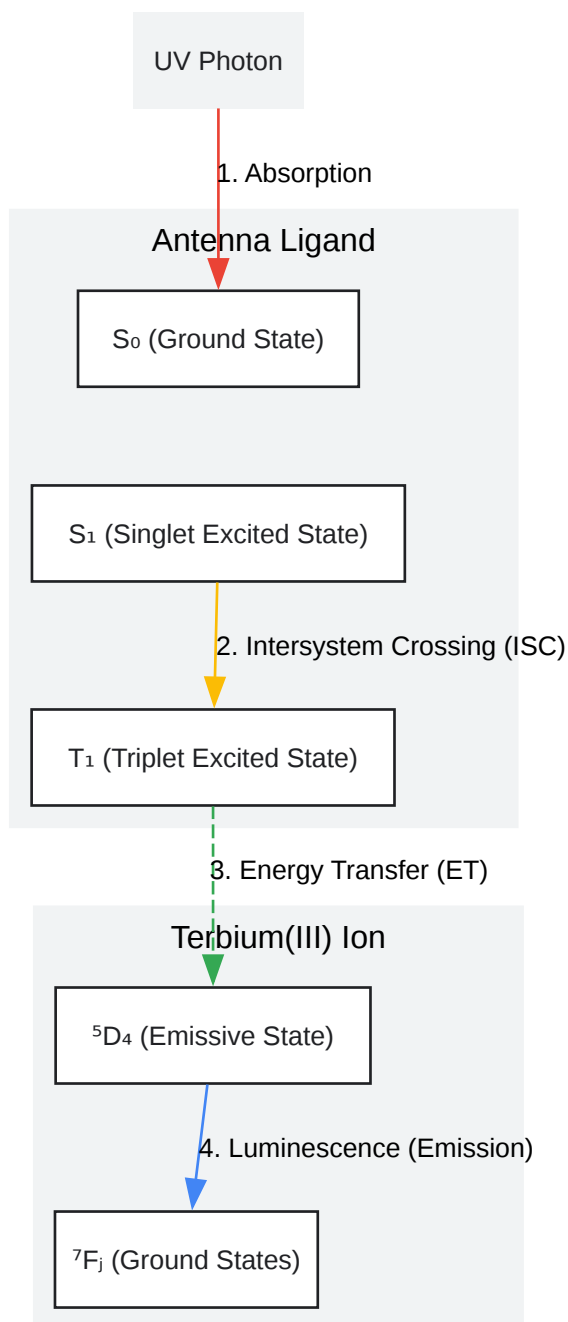 UV Photon
1. Absorption
Antenna Ligand
S₀ (Ground State)
S₁ (Singlet Excited State)
2. Intersystem Crossing (ISC)
T₁ (Triplet Excited State)
3. Energy Transfer (ET)
Terbium(III) Ion
⁵D₄ (Emissive State)
4. Luminescence (Emission)
⁷Fⱼ (Ground States)